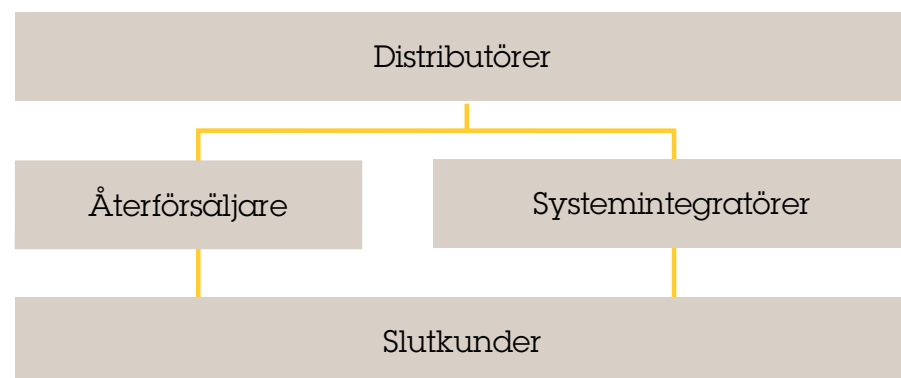 Distributörer
Återförsäljare
Systemintegratörer
Slutkunder